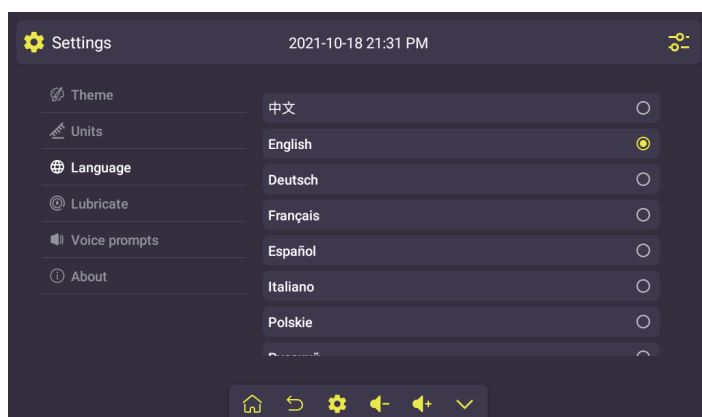 Settings
2021-10-18 21:31 PM
Theme
Units
Language
Lubricate
Voice prompts
About
中文
English
Deutsch
Français
Español
Italiano
Polskie